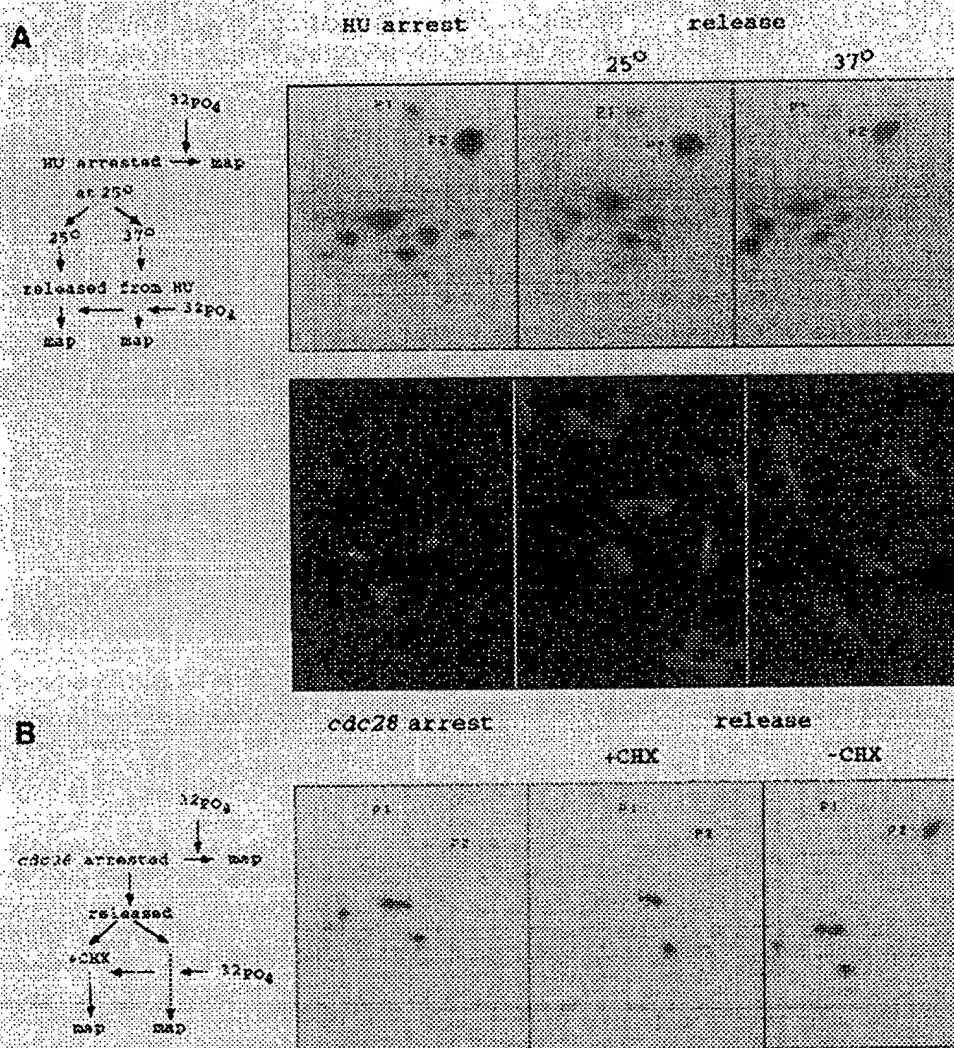 A
HU arrest
release
25°
37°
32PO4
HU arrested → map
at 25°
25° 37°
released from HU
32PO4
map map
P1
P2
P1
P1
P2
B
cdc28 arrest
release
+CHX
-CHX
32PO4
cdc28 arrested → map
released
+CHX
32PO4
map map
P1
P2
P1
P2
P1
P2